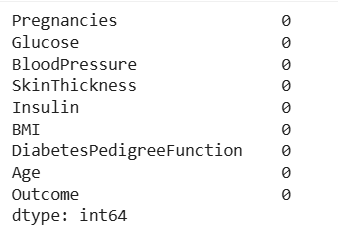 Pregnancies 0
Glucose 0
BloodPressure 0
SkinThickness 0
Insulin 0
BMI 0
DiabetesPedigreeFunction 0
Age 0
Outcome 0
dtype: int64